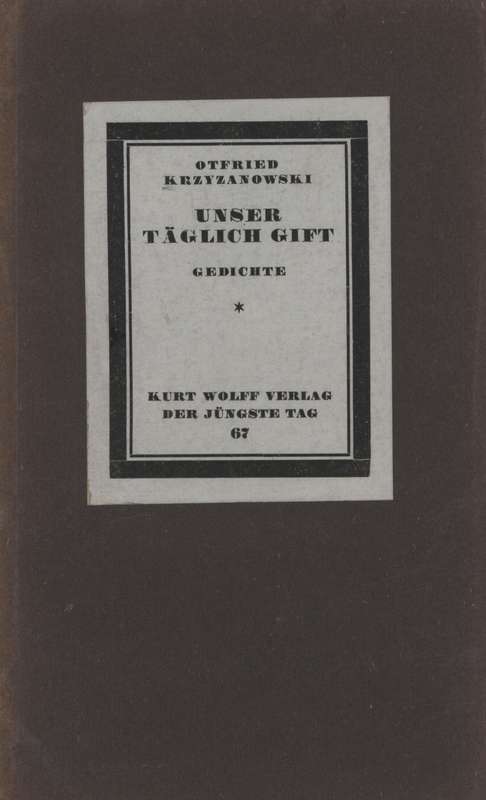 OTFRIED
KRZYZANOWSKI
UNSER
TÄGLICH GIFT
GEDICHTE
*
KURT WOLFF VERLAG
DER JÜNGSTE TAG
67